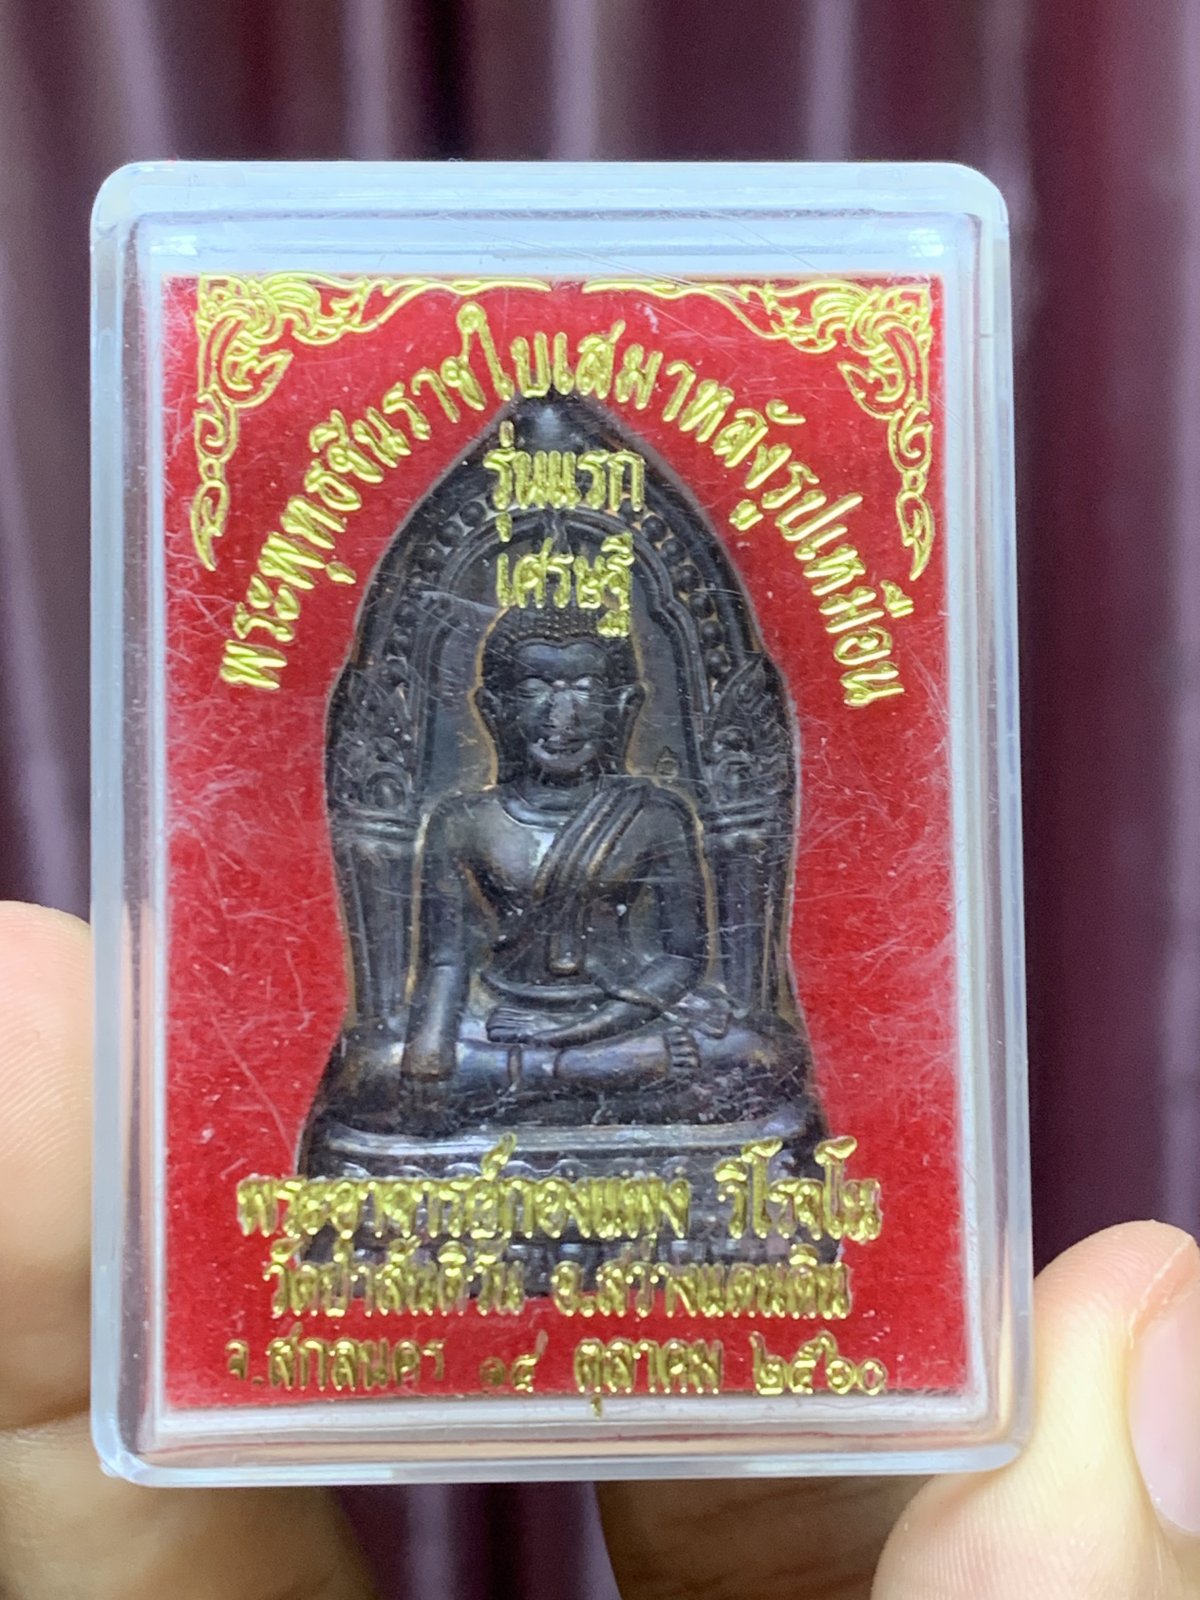 พระพุทธชินราชใบเสมาหลังรูปเหมือน
รุ่นแรก
เศรษฐี
พระอาจารย์กองแพง วิโรจโน
วัดป่าสันติวัน อ.สว่างแดนดิน
จ.สกลนคร ๑๔ ตุลาคม ๒๕๖๐